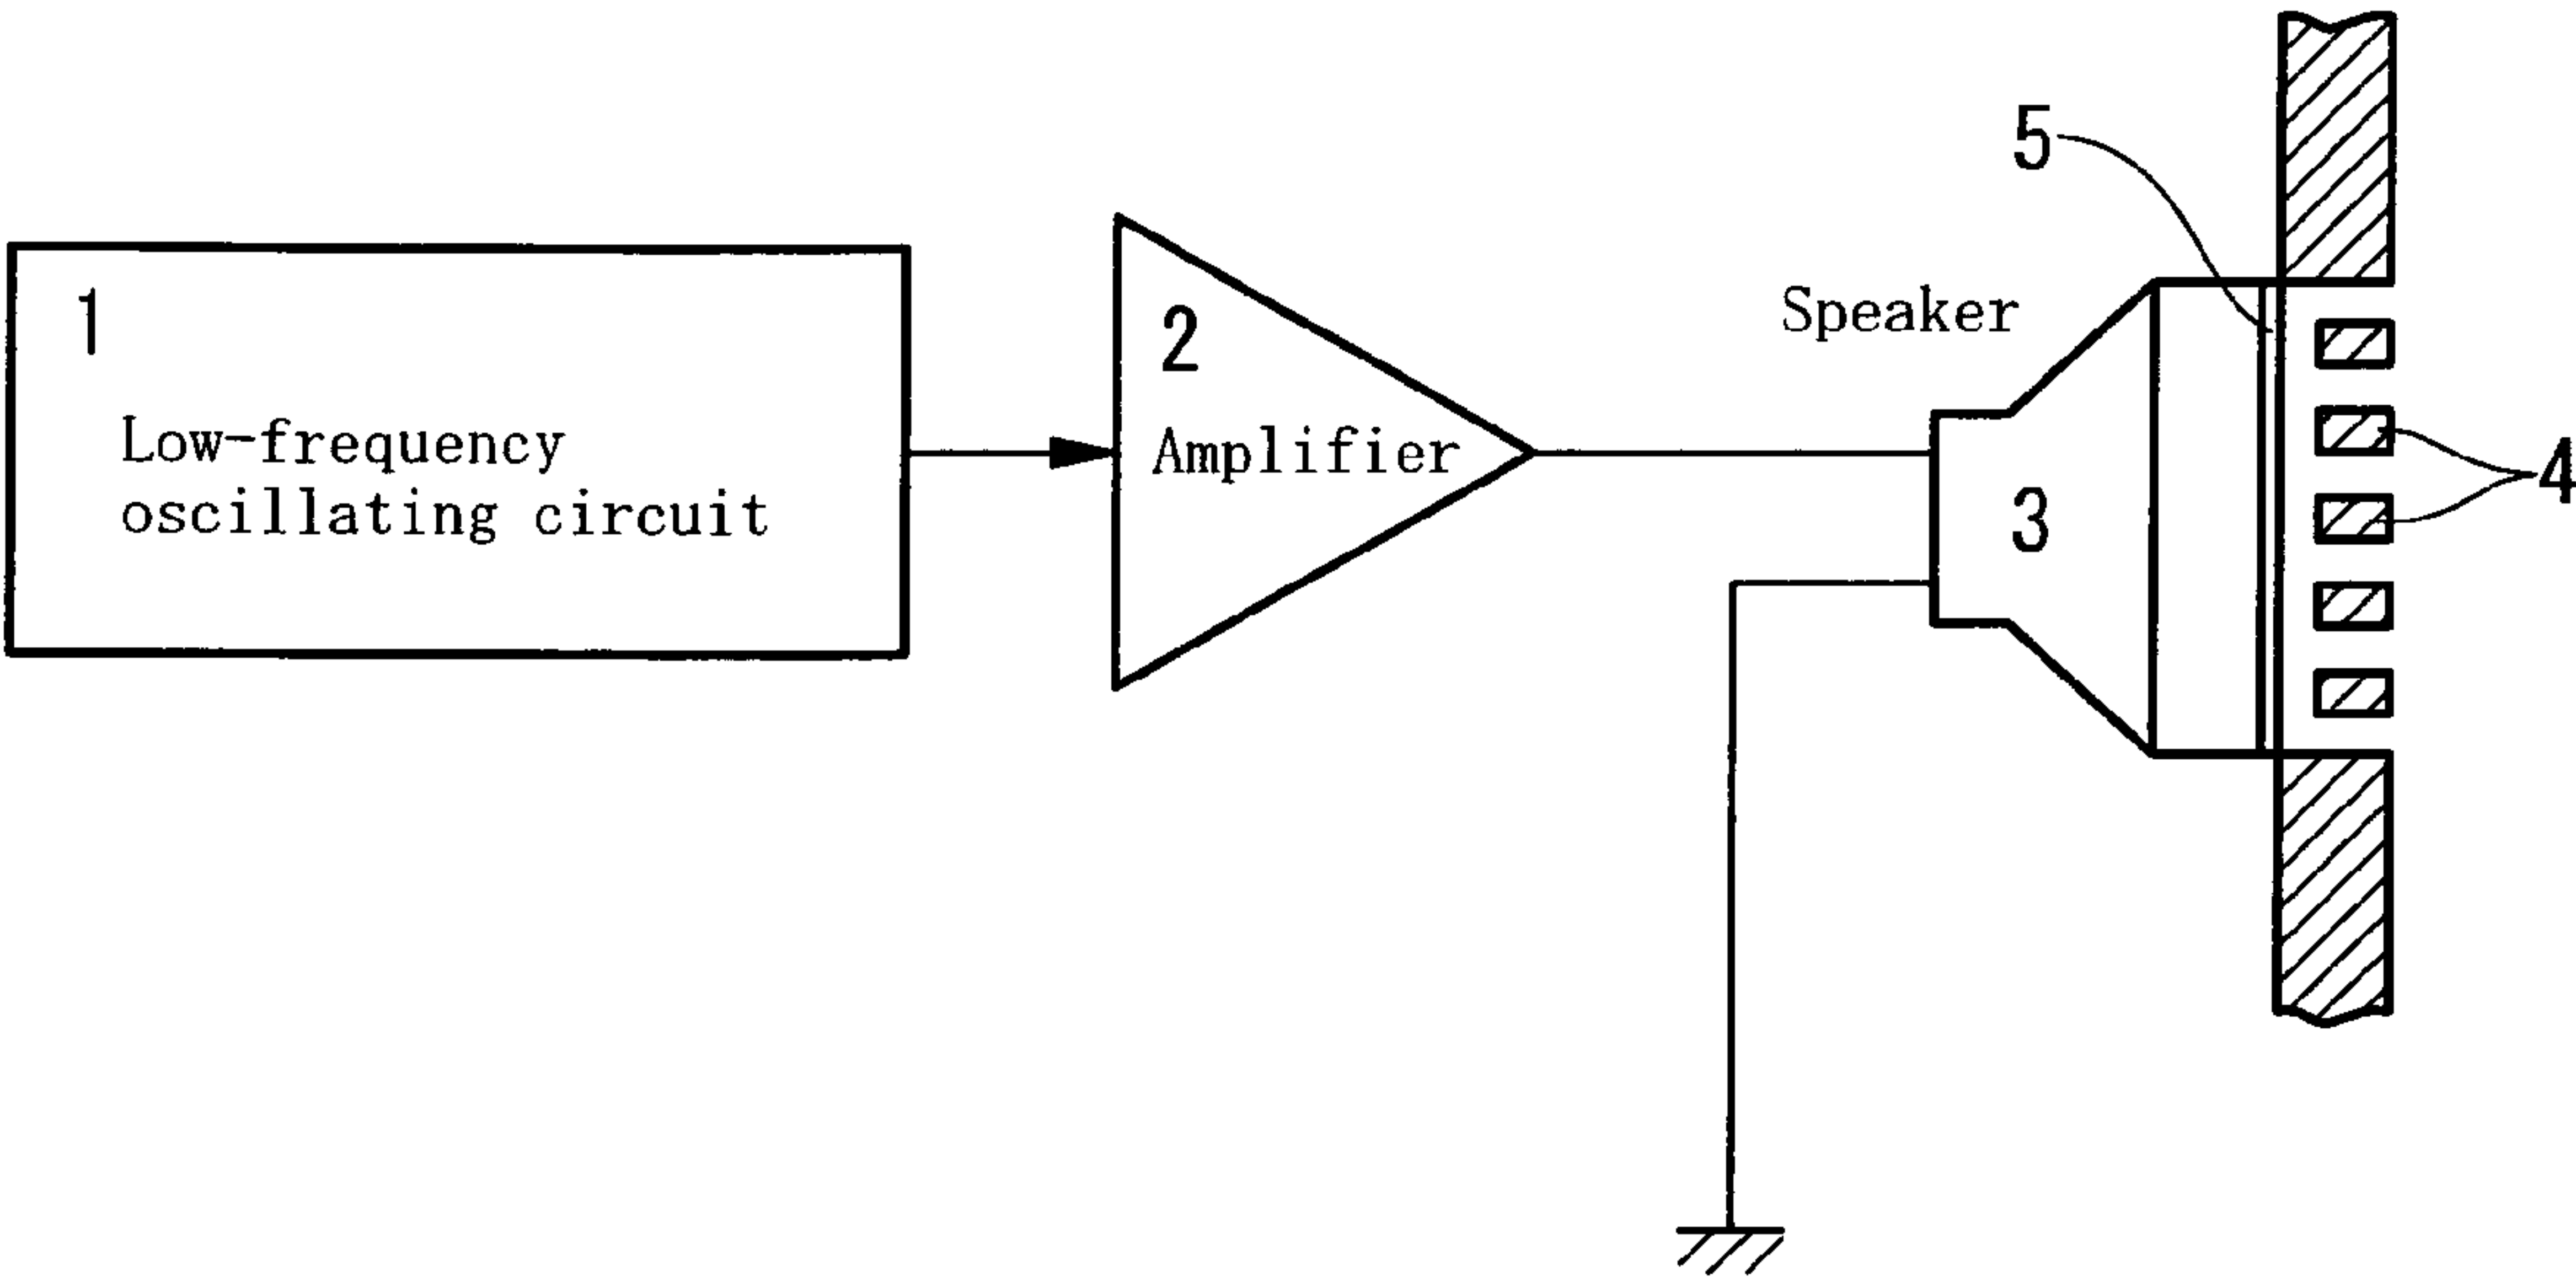 1
Low-frequency
oscillating circuit
2
Amplifier
Speaker
3
5
4